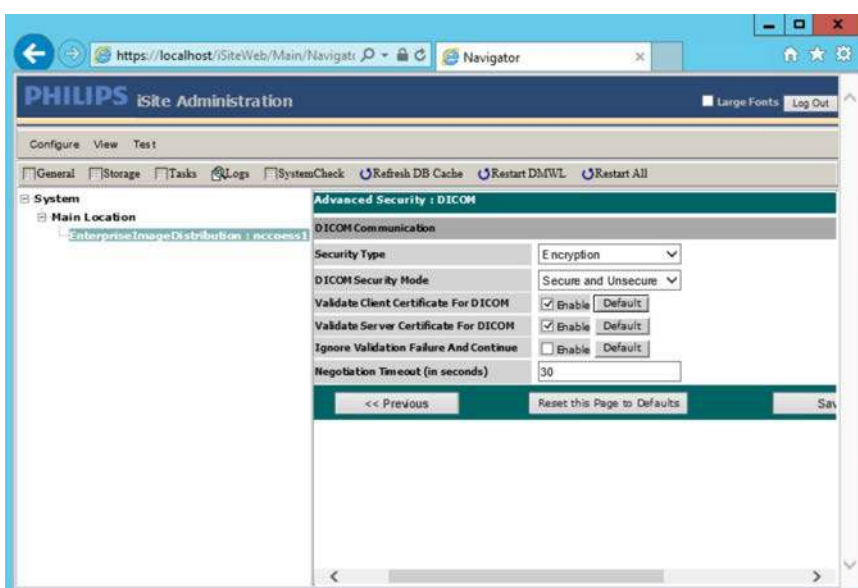 https://localhost/iSiteWeb/Main/Navigat
Navigator
PHILIPS iSite Administration
Large Fonts Log Out
Configure View Test
General Storage Tasks Logs SystemCheck Refresh DB Cache Restart DMWL Restart All
System
Main Location
EnterpriseImageDistribution : nccoess1
Advanced Security : DICOM
DICOM Communication
Security Type Encryption
DICOM Security Mode Secure and Unsecure
Validate Client Certificate For DICOM Enable Default
Validate Server Certificate For DICOM Enable Default
Ignore Validation Failure And Continue Enable Default
Negotiation Timeout (in seconds) 30
<< Previous Reset this Page to Defaults Sav